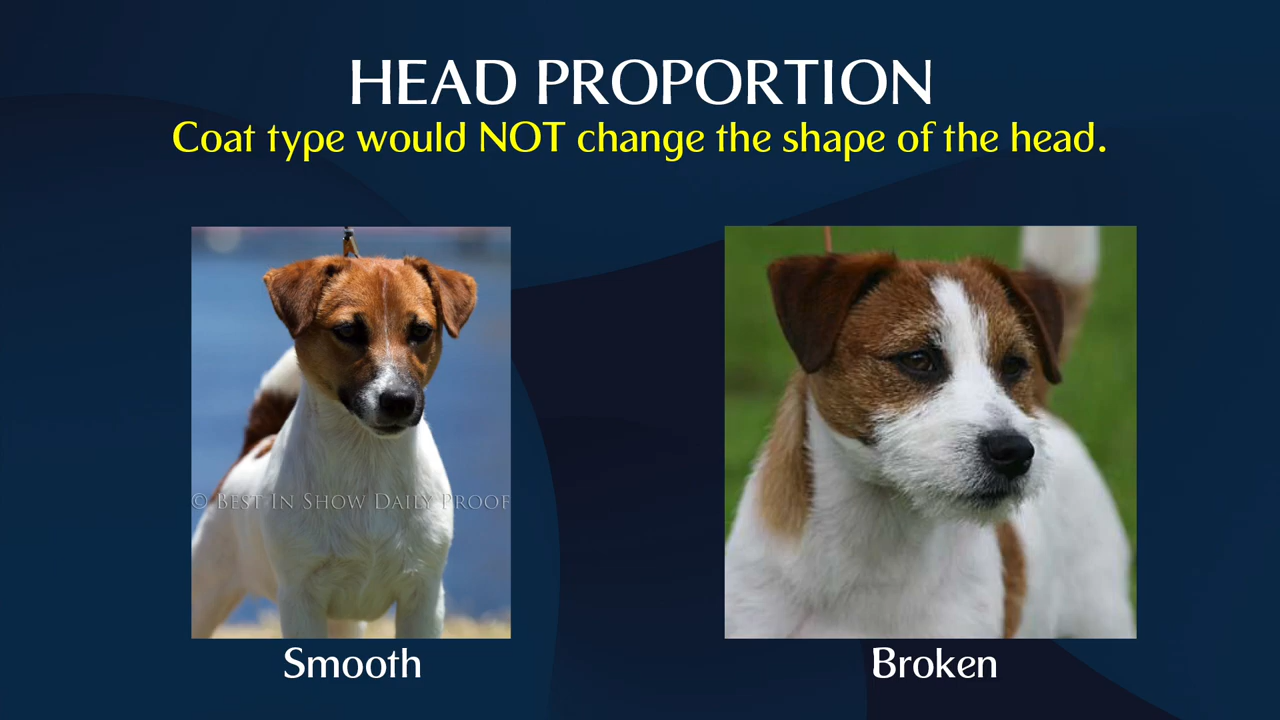 HEAD PROPORTION
Coat type would NOT change the shape of the head.
© BEST IN SHOW DAILY PROOF
Smooth
Broken